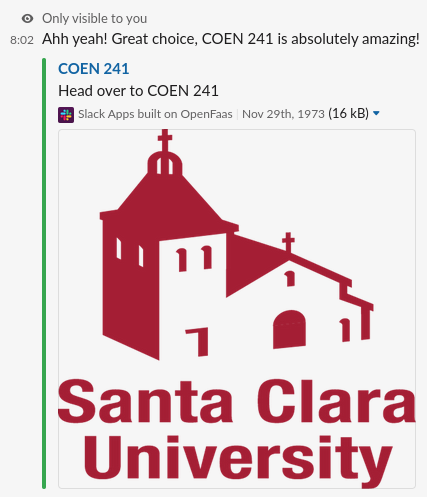 Only visible to you
8:02 Ahh yeah! Great choice, COEN 241 is absolutely amazing!
COEN 241
Head over to COEN 241
Slack Apps built on OpenFaas | Nov 29th, 1973 (16 kB)
Santa Clara
University